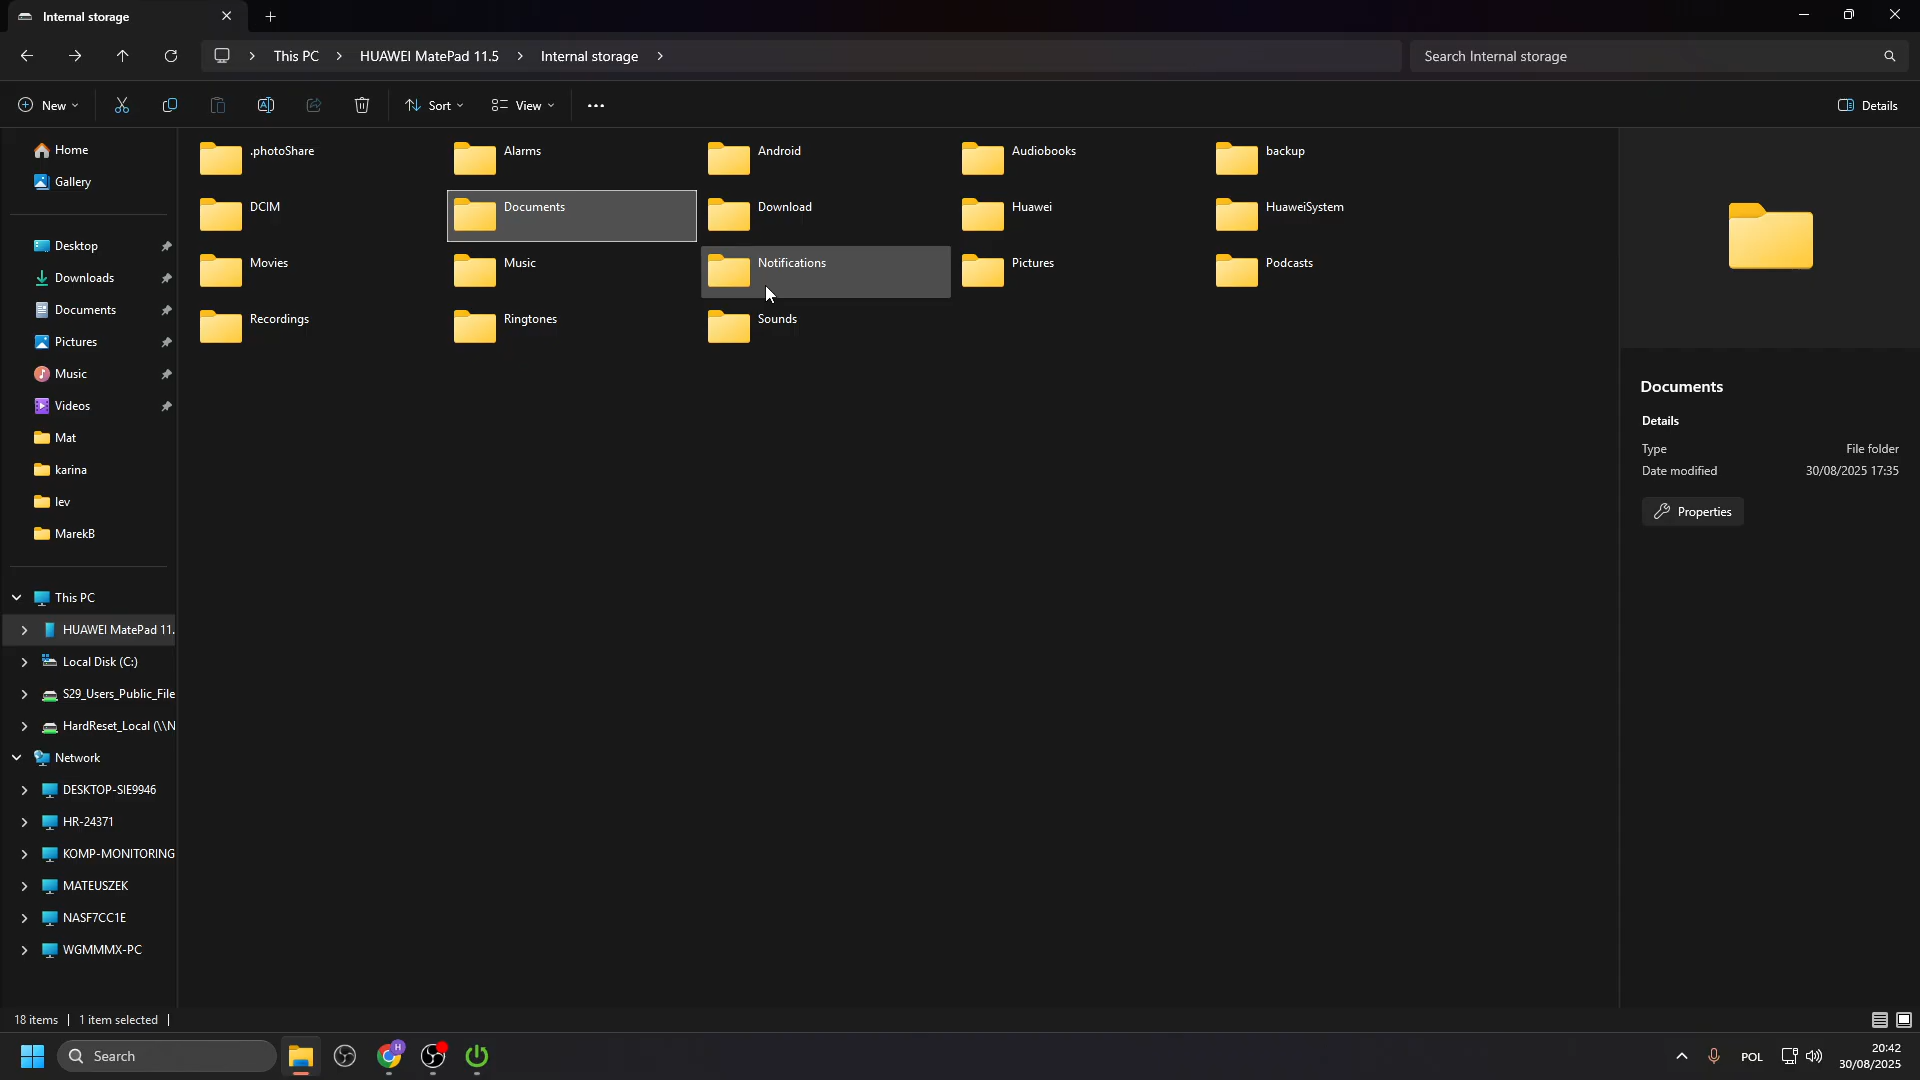 Internal storage
This PC
HUAWEI MatePad 11.5
Internal storage
Search Internal storage
New
Sort
View
Details
Home
Gallery
Desktop
Downloads
Documents
Pictures
Music
Videos
Mat
karina
lev
MarekB
This PC
HUAWEI MatePad 11.
Local Disk (C:)
S29_Users_Public_File
HardReset_Local (\\N
Network
DESKTOP-SIE9946
HR-24371
KOMP-MONITORING
MATEUSZEK
NASF7CC1E
WGMMMX-PC
.photoShare
Alarms
Android
Audiobooks
backup
DCIM
Documents
Download
Huawei
HuaweiSystem
Movies
Music
Notifications
Pictures
Podcasts
Recordings
Ringtones
Sounds
Documents
Details
Type File folder
Date modified 30/08/2025 17:35
Properties
18 items
1 item selected
Search
H
POL
20:42
30/08/2025